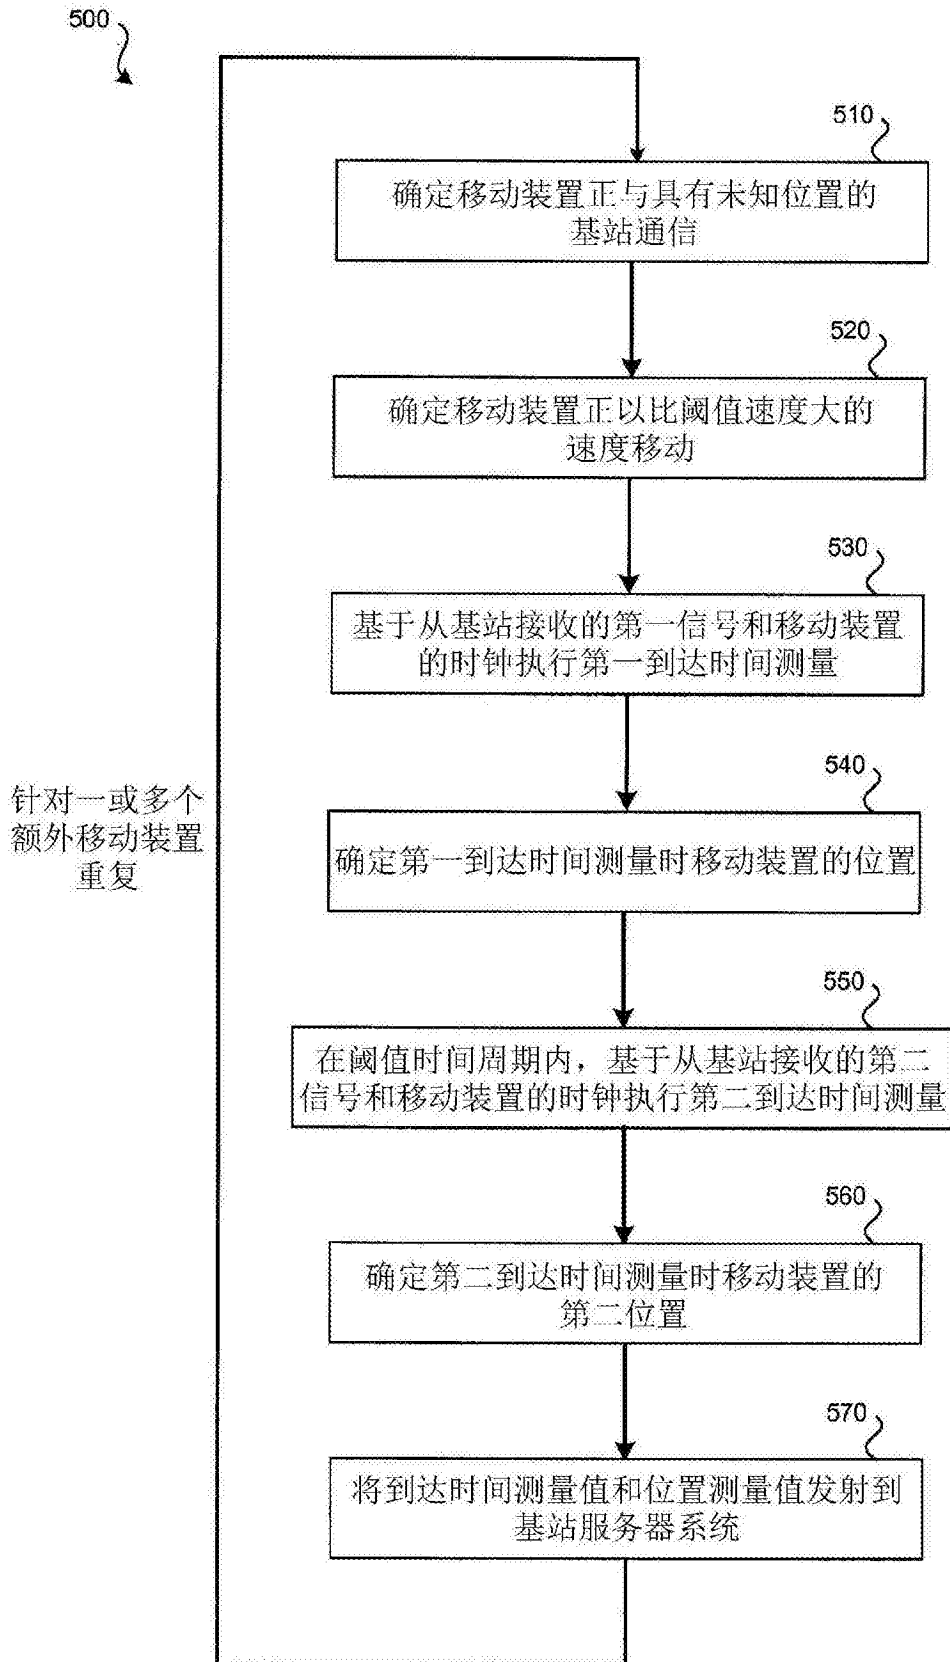 500
510
确定移动装置正与具有未知位置的
基站通信
520
确定移动装置正以比阈值速度大的
速度移动
530
基于从基站接收的第一信号和移动装置
的时钟执行第一到达时间测量
540
确定第一到达时间测量时移动装置的位置
针对一或多个
额外移动装置
重复
550
在阈值时间周期内，基于从基站接收的第二
信号和移动装置的时钟执行第二到达时间测量
560
确定第二到达时间测量时移动装置的
第二位置
570
将到达时间测量值和位置测量值发射到
基站服务器系统